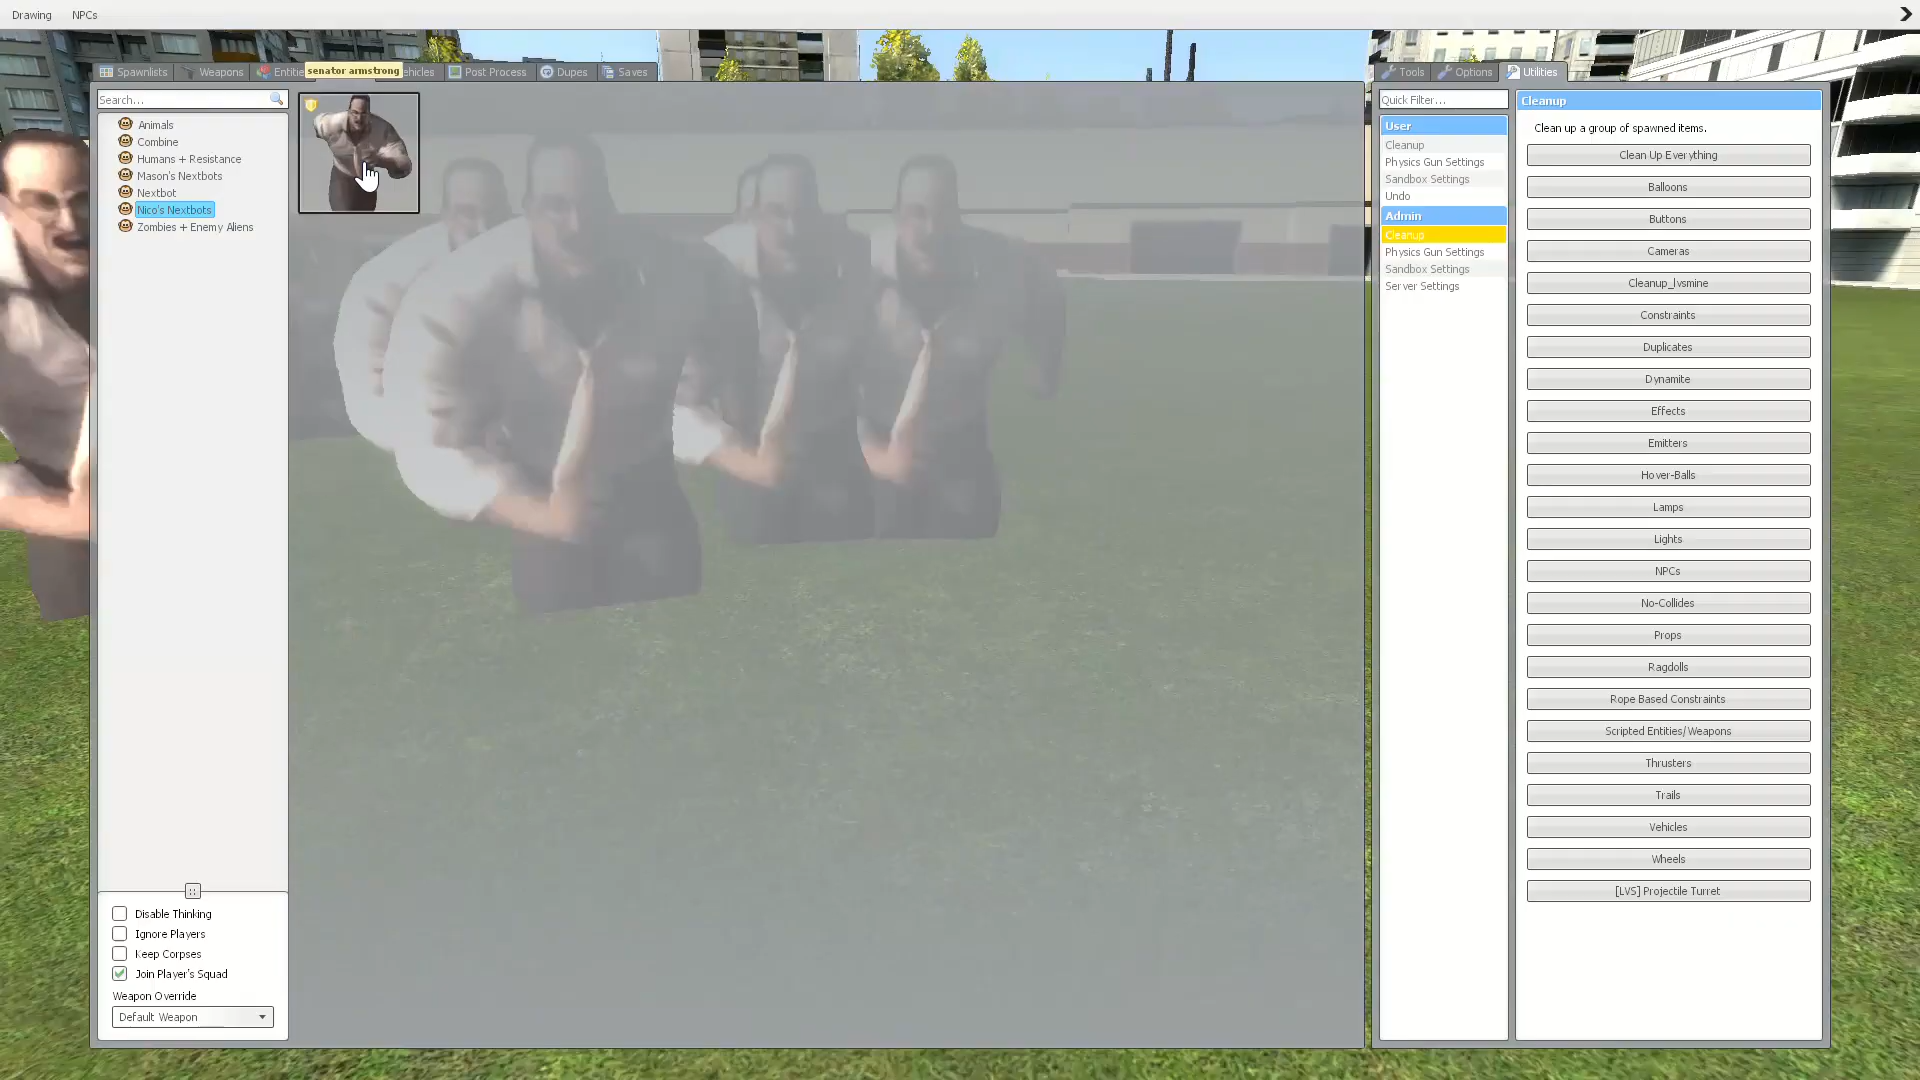 Drawing NPCs
Spawnlists Weapons Entitie senator armstrong ehicles Post Process Dupes Saves
Search...
Animals
Combine
Humans + Resistance
Mason's Nextbots
Nextbot
Nico's Nextbots
Zombies + Enemy Aliens
Disable Thinking
Ignore Players
Keep Corpses
Join Player's Squad
Weapon Override
Default Weapon
Tools Options Utilities
Quick Filter...
User
Cleanup
Physics Gun Settings
Sandbox Settings
Undo
Admin
Cleanup
Physics Gun Settings
Sandbox Settings
Server Settings
Cleanup
Clean up a group of spawned items.
Clean Up Everything
Balloons
Buttons
Cameras
Cleanup_lvsmine
Constraints
Duplicates
Dynamite
Effects
Emitters
Hover-Balls
Lamps
Lights
NPCs
No-Collides
Props
Ragdolls
Rope Based Constraints
Scripted Entities/Weapons
Thrusters
Trails
Vehicles
Wheels
[LVS] Projectile Turret